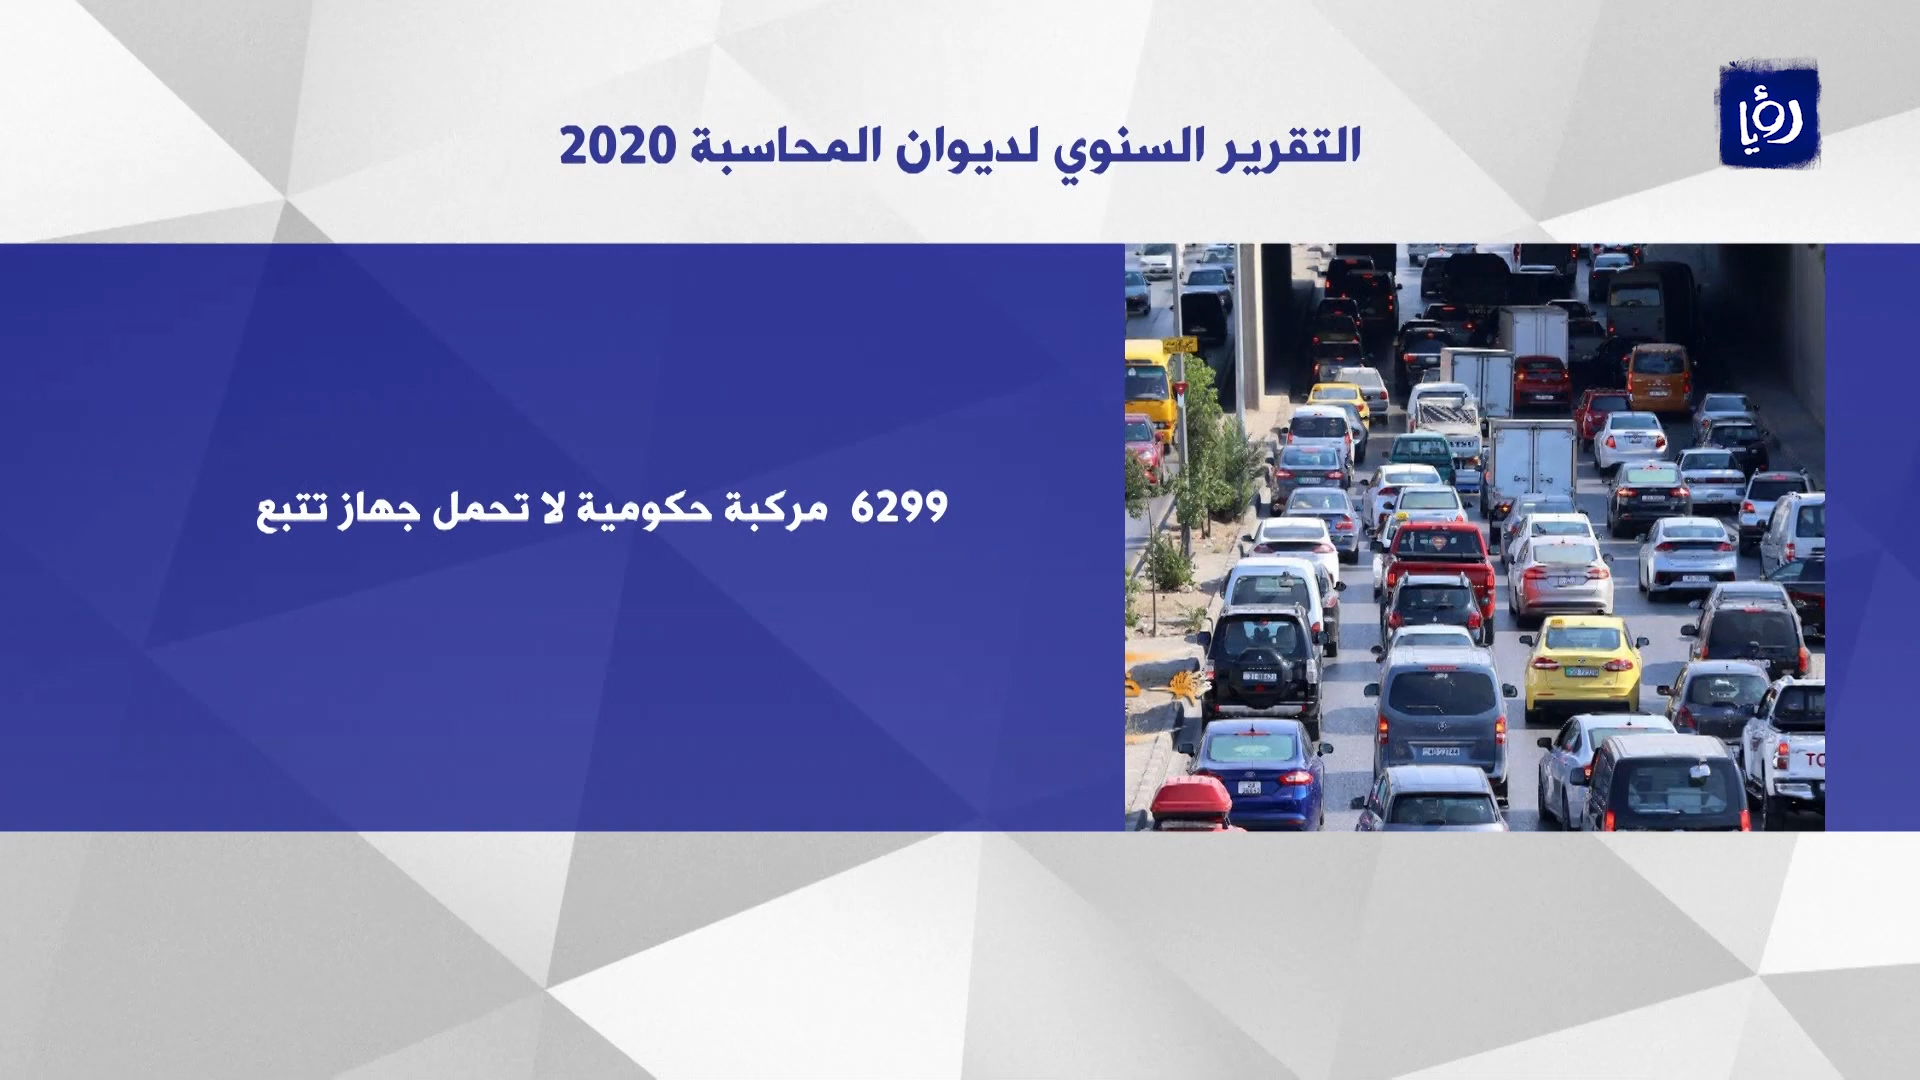 رؤيا
التقرير السنوي لديوان المحاسبة 2020
6299 مركبة حكومية لا تحمل جهاز تتبع